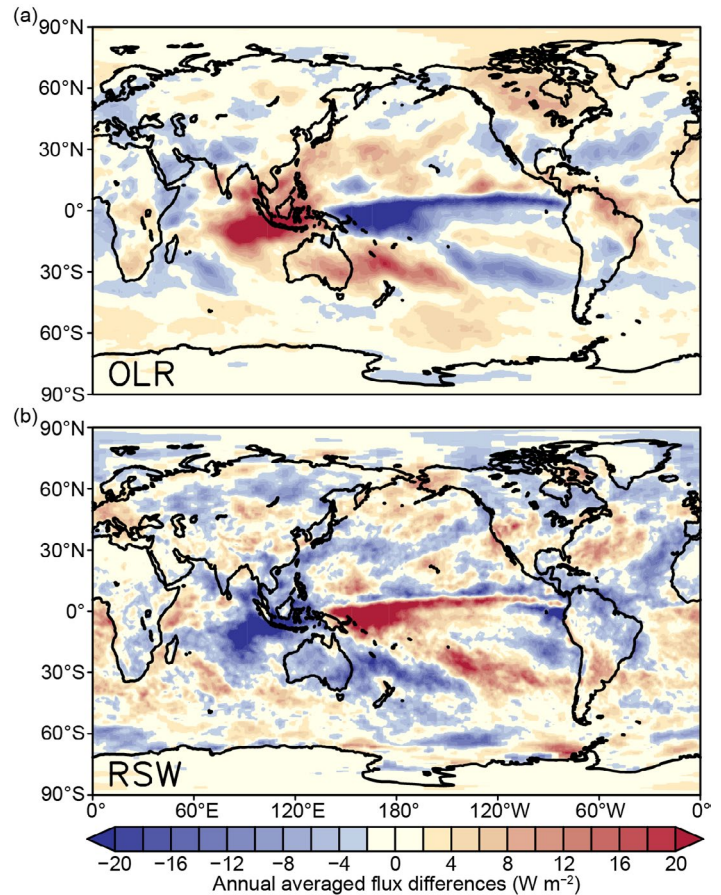 (a)
90°N
60°N
30°N
0°
30°S
60°S
90°S
OLR
(b)
90°N
60°N
30°N
0°
30°S
60°S
90°S
RSW
0° 60°E 120°E 180° 120°W 60°W 0°
−20 −16 −12 −8 −4 0 4 8 12 16 20
Annual averaged flux differences (W m⁻²)